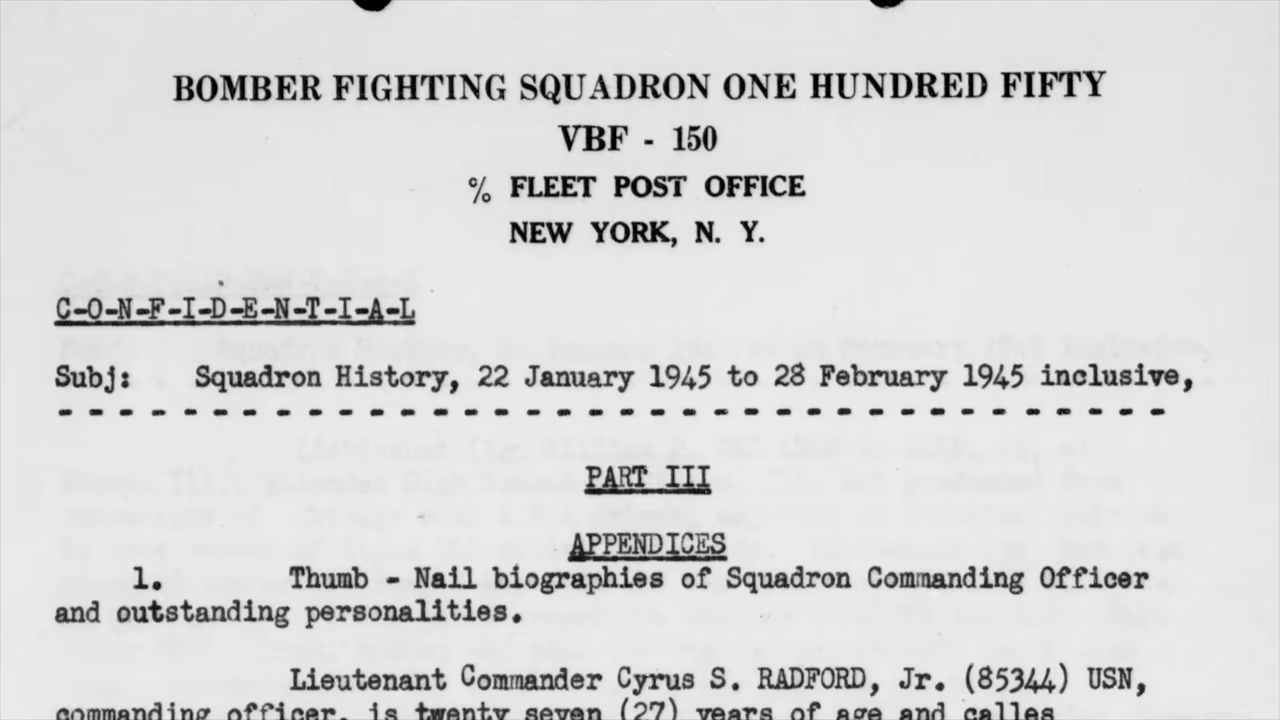 BOMBER FIGHTING SQUADRON ONE HUNDRED FIFTY
VBF - 150
℅ FLEET POST OFFICE
NEW YORK, N. Y.
C-O-N-F-I-D-E-N-T-I-A-L
Subj: Squadron History, 22 January 1945 to 28 February 1945 inclusive,
PART III
APPENDICES
1. Thumb - Nail biographies of Squadron Commanding Officer
and outstanding personalities.
Lieutenant Commander Cyrus S. RADFORD, Jr. (85344) USN,
commanding officer, is twenty seven (27) years of age and calles